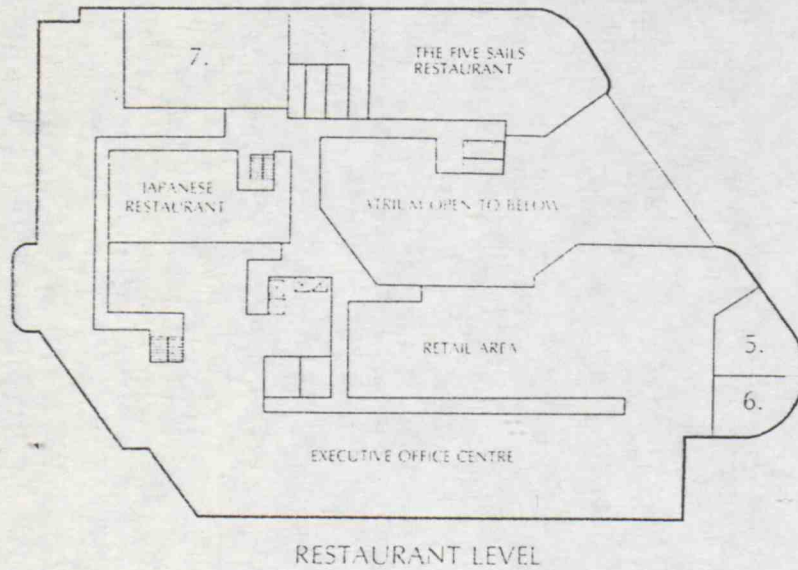 7.
THE FIVE SAILS
RESTAURANT
JAPANESE
RESTAURANT
ATRIUM OPEN TO BELOW
RETAIL AREA
5.
6.
EXECUTIVE OFFICE CENTRE
RESTAURANT LEVEL